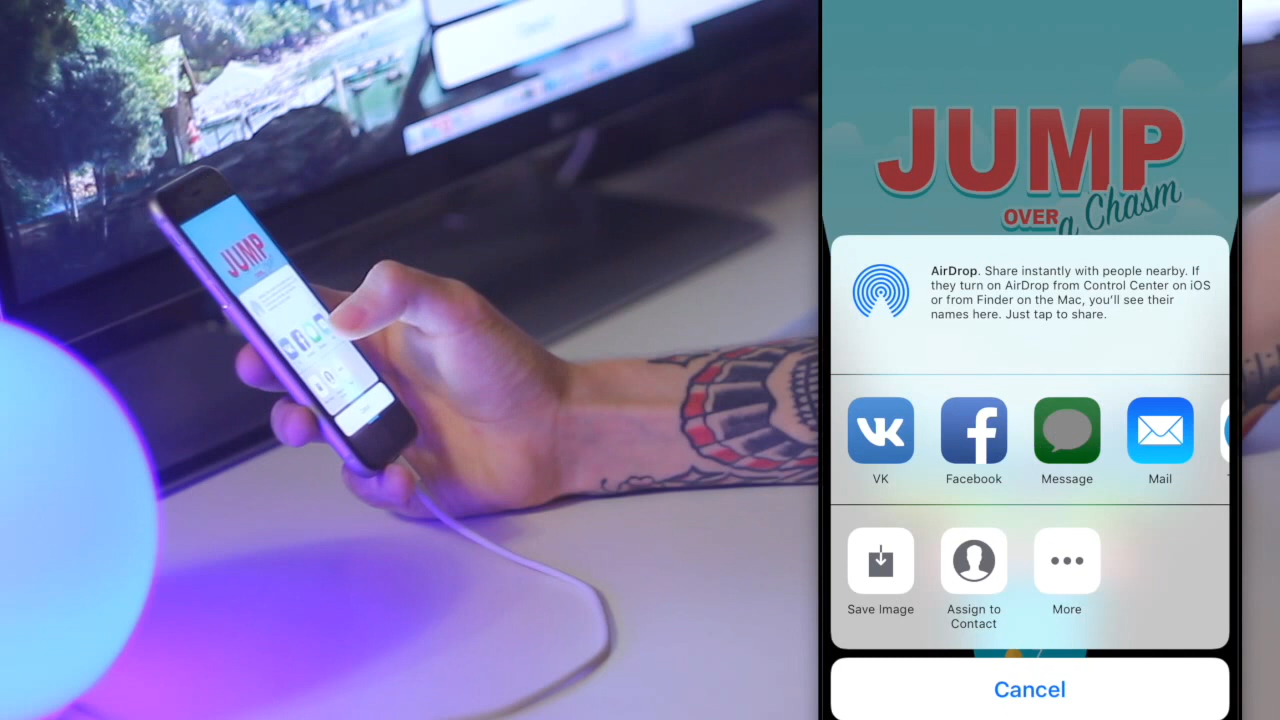 JUMP
JUMP
OVER
a Chasm
AirDrop. Share instantly with people nearby. If
they turn on AirDrop from Control Center on iOS
or from Finder on the Mac, you'll see their
names here. Just tap to share.
VK
Facebook
Message
Mail
Save Image
Assign to
Contact
More
Cancel